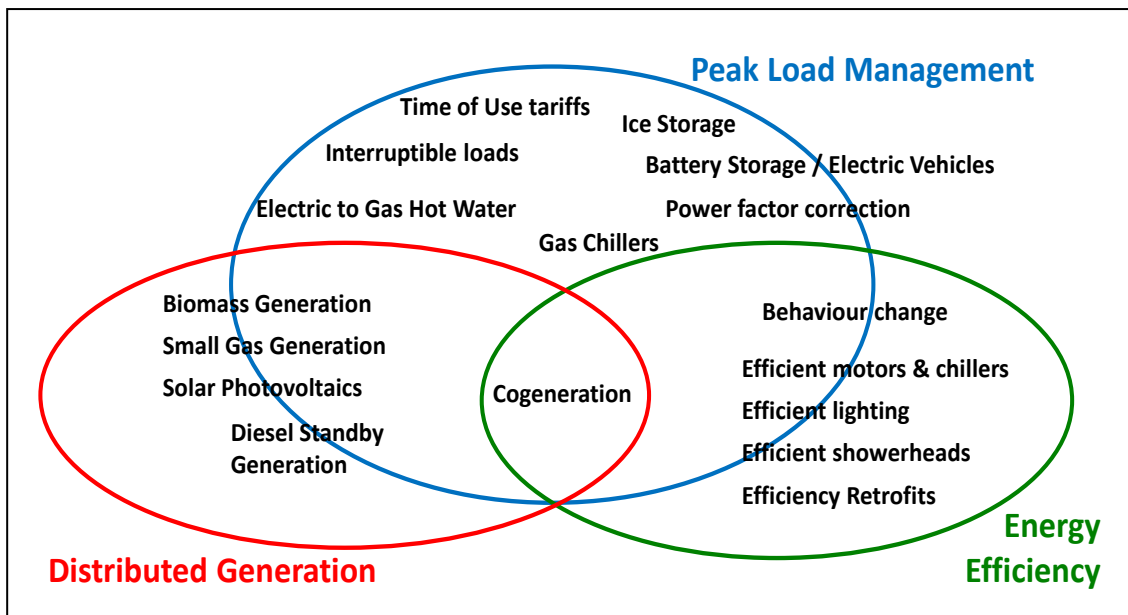 Peak Load Management
Time of Use tariffs
Ice Storage
Interruptible loads
Battery Storage / Electric Vehicles
Electric to Gas Hot Water
Power factor correction
Gas Chillers
Biomass Generation
Small Gas Generation
Solar Photovoltaics
Diesel Standby
Generation
Cogeneration
Behaviour change
Efficient motors & chillers
Efficient lighting
Efficient showerheads
Efficiency Retrofits
Distributed Generation
Energy
Efficiency